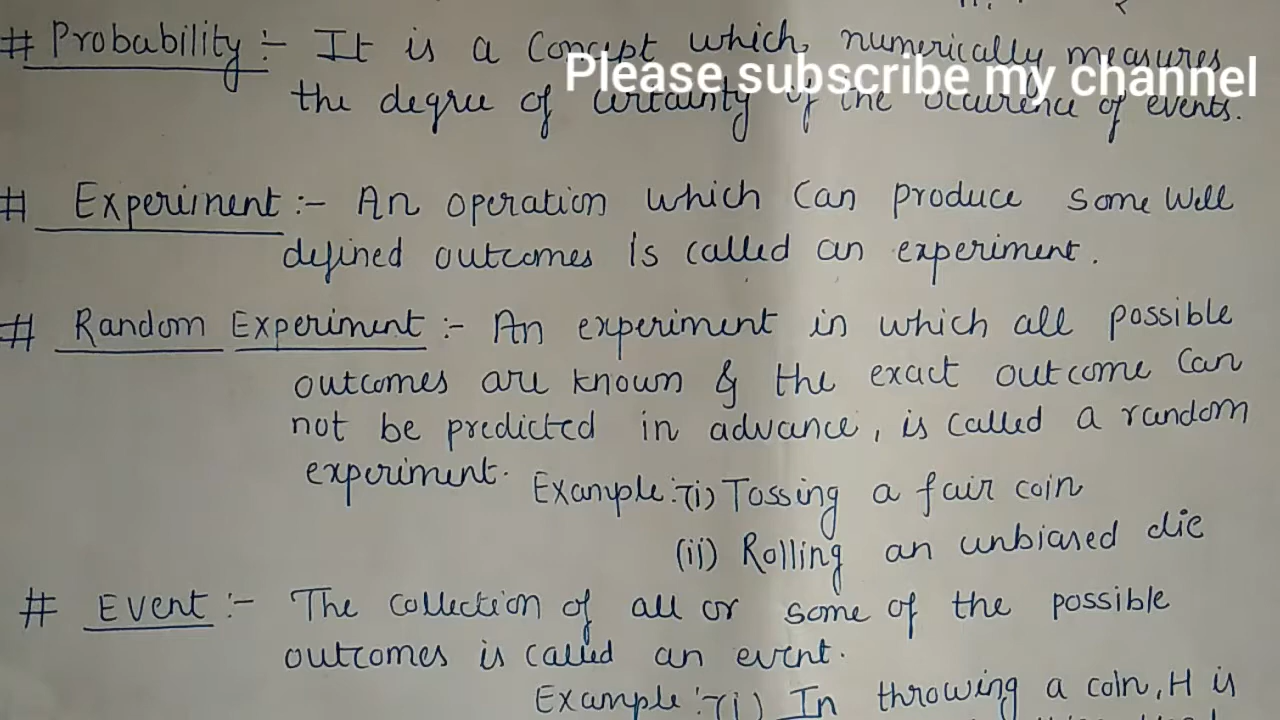 # Probability :- It is a Concept which numerically measures
Please subscribe my channel
the degree of certainty of the occurence of events.
# Experiment :- An operation which can produce some well
defined outcomes is called an experiment.
# Random Experiment :- An experiment in which all possible
outcomes are known & the exact outcome can
not be predicted in advance, is called a random
experiment.
Example :- (i) Tossing a fair coin
(ii) Rolling an unbiased die
# Event :- The collection of all or some of the possible
outcomes is called an event.
Example :- (i) In throwing a coin, H is